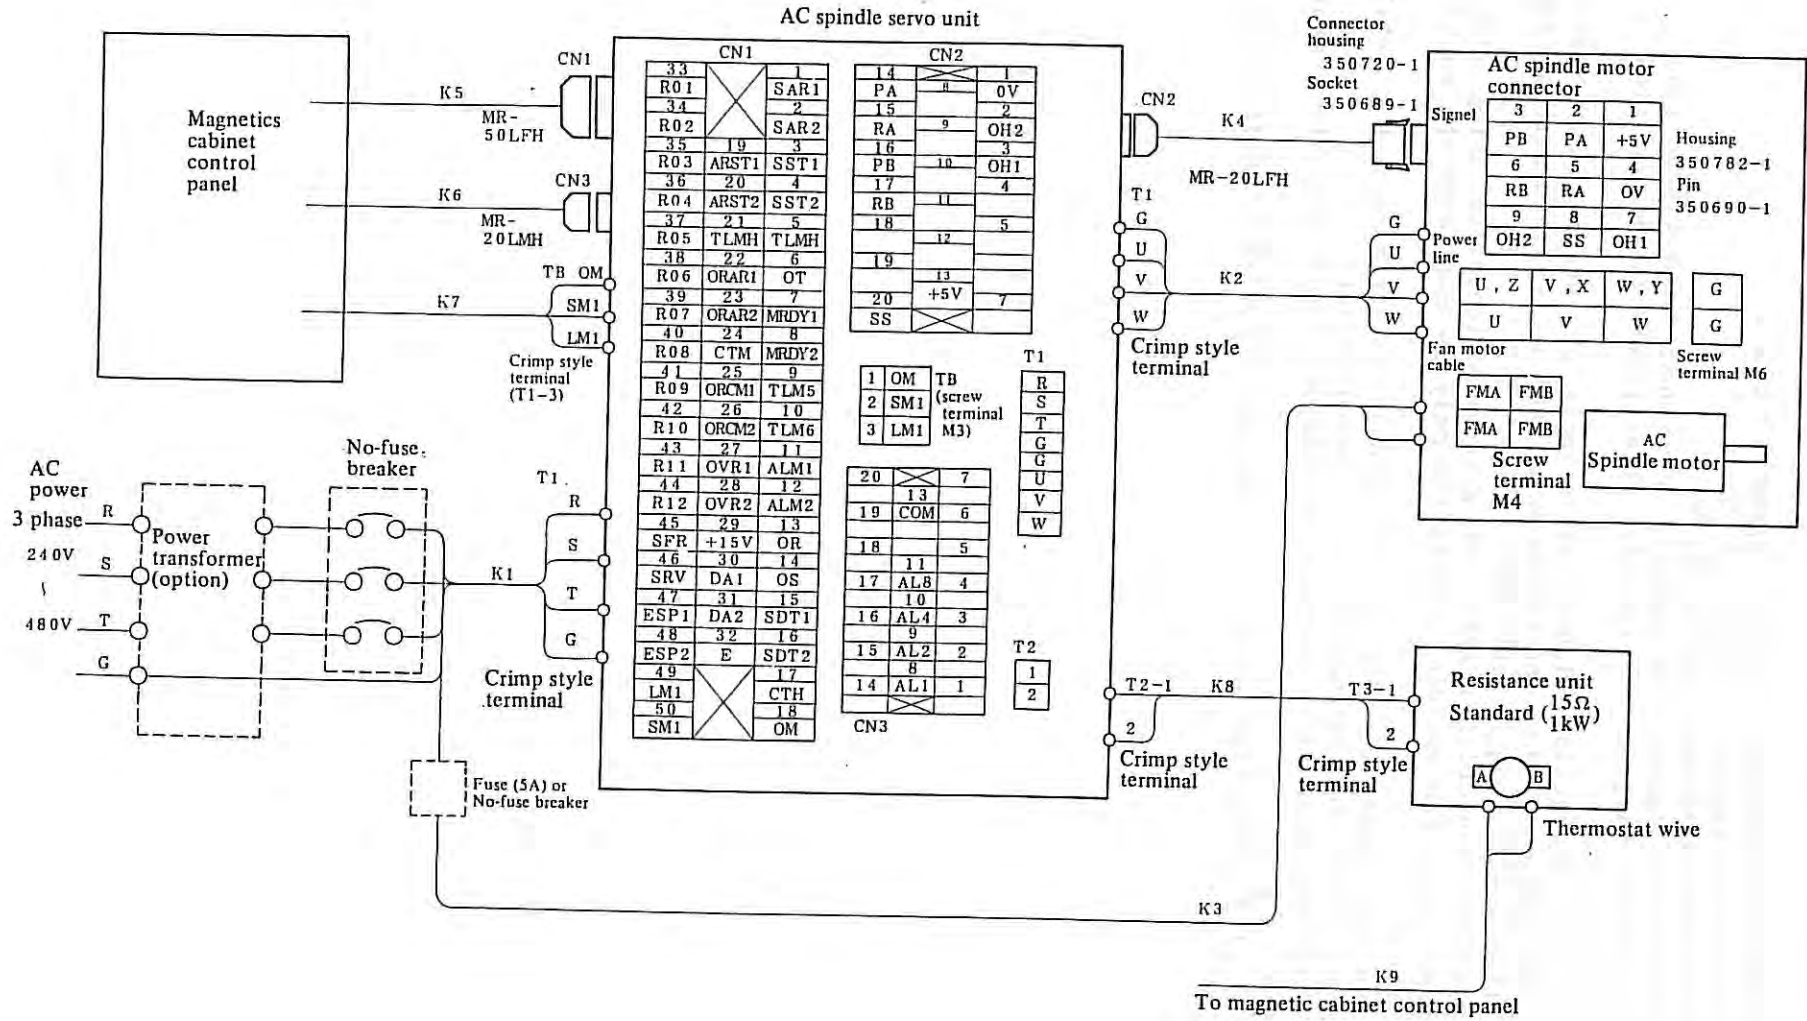 AC spindle servo unit
Magnetics
cabinet
control
panel
K5
MR-
50LFH
CN1
K6
MR-
20LMH
CN3
K7
TB OM
SM1
LM1
Crimp style
terminal
(T1-3)
CN1
33 1
R01 SAR1
34 2
R02 SAR2
35 19 3
R03 ARST1 SST1
36 20 4
R04 ARST2 SST2
37 21 5
R05 TLMH TLMH
38 22 6
R06 ORAR1 OT
39 23 7
R07 ORAR2 MRDY1
40 24 8
R08 CTM MRDY2
41 25 9
R09 ORCM1 TLM5
42 26 10
R10 ORCM2 TLM6
43 27 11
R11 OVR1 ALM1
44 28 12
R12 OVR2 ALM2
45 29 13
SFR +15V OR
46 30 14
SRV DA1 OS
47 31 15
ESP1 DA2 SDT1
48 32 16
ESP2 E SDT2
49 17
LM1 CTH
50 18
SM1 OM
CN2
14 1
PA 8 0V
15 2
RA 9 OH2
16 3
PB 10 OH1
17 4
RB 11
18 5
12
19
13
20 +5V 7
SS
1 OM
2 SM1
3 LM1
TB
(screw
terminal
M3)
T1
R
S
T
G
G
U
V
W
20 7
13
19 COM 6
18 5
11
17 AL8 4
10
16 AL4 3
9
15 AL2 2
8
14 AL1 1
CN3
T2
1
2
CN2
K4
MR-20LFH
Connector
housing
350720-1
Socket
350689-1
T1
G
U
V
W
Crimp style
terminal
K2
G
U
V
W
AC spindle motor
connector
Signel
3 2 1
PB PA +5V
6 5 4
RB RA OV
9 8 7
OH2 SS OH1
Housing
350782-1
Pin
350690-1
Power
line
U , Z V , X W , Y
U V W
G
G
Screw
terminal M6
Fan motor
cable
FMA FMB
FMA FMB
Screw
terminal
M4
AC
Spindle motor
AC
power
3 phase
R
240V
S
480V
T
G
Power
transformer
(option)
No-fuse
breaker
K1
T1
R
S
T
G
Crimp style
terminal
Fuse (5A) or
No-fuse breaker
K3
T2-1
2
Crimp style
terminal
K8
T3-1
2
Crimp style
terminal
Resistance unit
Standard (15Ω
1kW)
A B
Thermostat wive
K9
To magnetic cabinet control panel